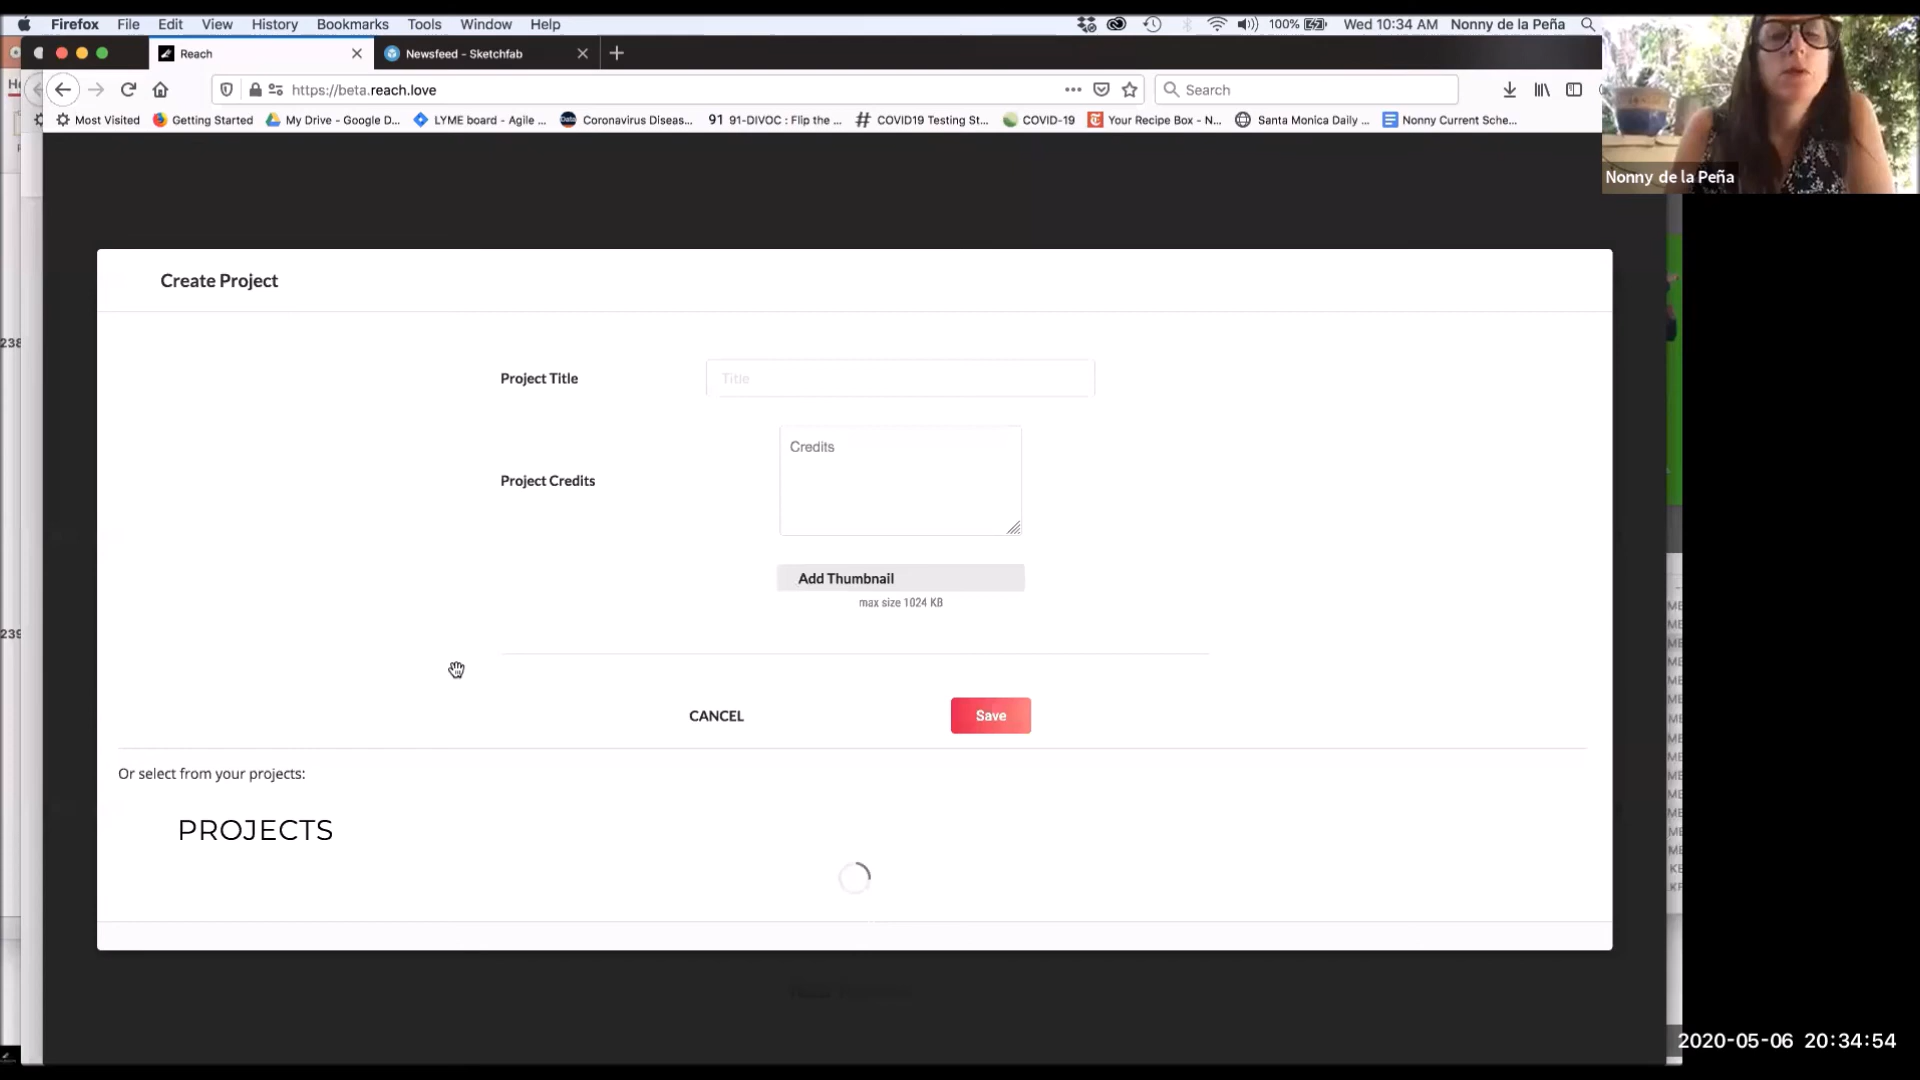 Firefox File Edit View History Bookmarks Tools Window Help 100% Wed 10:34 AM Nonny de la Peña
Reach Newsfeed - Sketchfab
https://beta.reach.love Search
Most Visited Getting Started My Drive - Google D... LYME board - Agile ... Coronavirus Diseas... 91 91-DIVOC : Flip the ... COVID19 Testing St... COVID-19 Your Recipe Box - N... Santa Monica Daily ... Nonny Current Sche...
Nonny de la Peña
Create Project
238
Project Title Title
Credits
Project Credits
Add Thumbnail
max size 1024 KB
239
CANCEL Save
Or select from your projects:
PROJECTS
2020-05-06 20:34:54